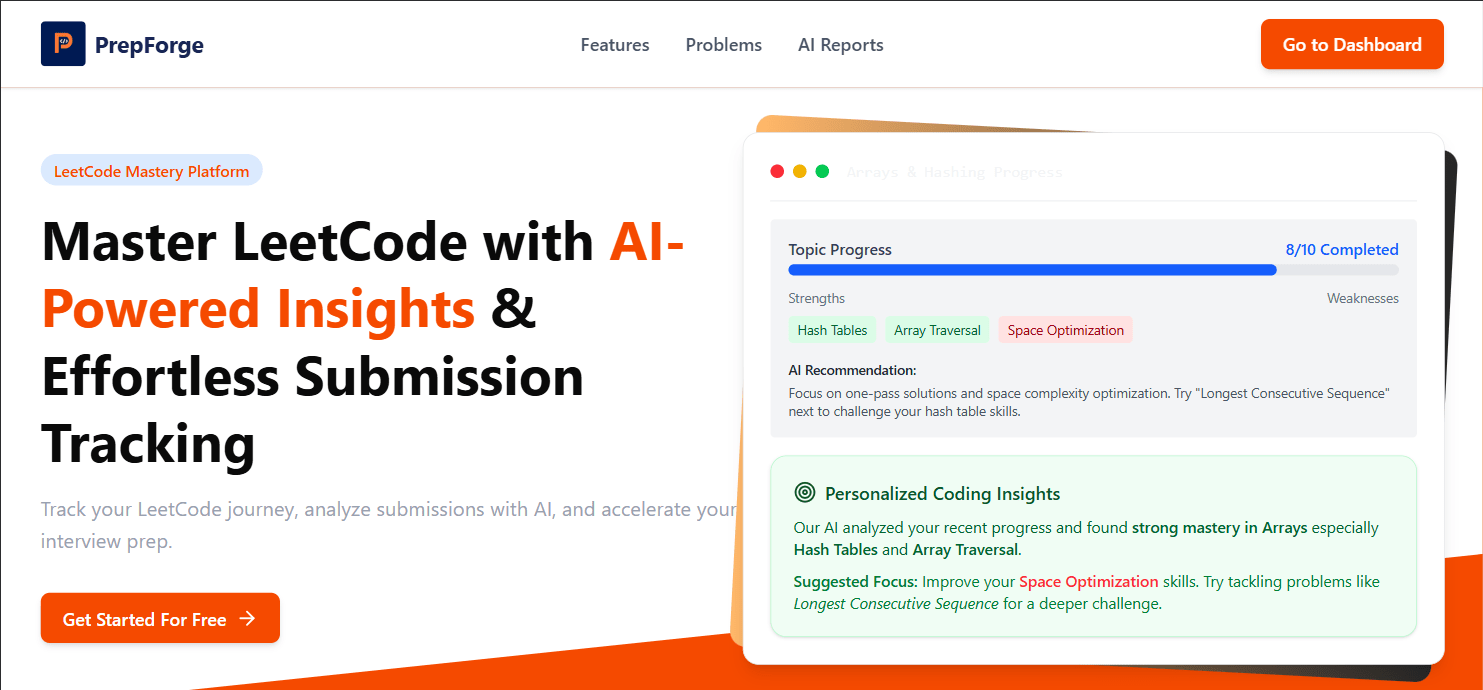 PrepForge
Features
Problems
AI Reports
Go to Dashboard
LeetCode Mastery Platform
Master LeetCode with AI-
Powered Insights &
Effortless Submission
Tracking
Track your LeetCode journey, analyze submissions with AI, and accelerate your
interview prep.
Get Started For Free
Arrays & Hashing Progress
Topic Progress
8/10 Completed
Strengths
Weaknesses
Hash Tables
Array Traversal
Space Optimization
AI Recommendation:
Focus on one-pass solutions and space complexity optimization. Try "Longest Consecutive Sequence"
next to challenge your hash table skills.
Personalized Coding Insights
Our AI analyzed your recent progress and found strong mastery in Arrays especially
Hash Tables and Array Traversal.
Suggested Focus: Improve your Space Optimization skills. Try tackling problems like
Longest Consecutive Sequence for a deeper challenge.